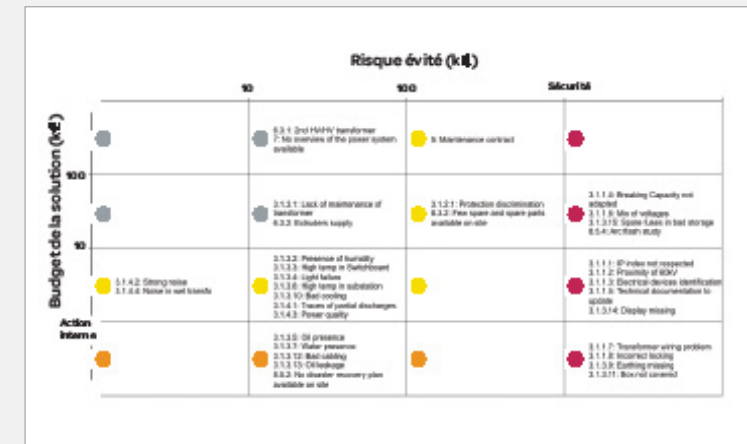 Risque évité (k€)
10
100
Sécurité
Budget de la solution (k€)
6.3.1: 2nd HV/HV transformer
7: No overview of the power system
available
5: Maintenance contract
100
3.1.3.1: Lack of maintenance of
transformer
6.3.3: Extruders supply
3.1.2.1: Protection discrimination
6.3.2: Few spare and spare parts
available on site
3.1.1.4: Breaking Capacity not
adapted
3.1.1.6: Mix of voltages
3.1.3.15: Spare fuses in bad storage
6.5.4: Arc flash study
10
3.1.4.2: Strong noise
3.1.4.4: Noise in wet transfo
3.1.3.2: Presence of humidity
3.1.3.3: High temp in Switchboard
3.1.3.4: Light failure
3.1.3.6: High temp in substation
3.1.3.10: Bad cooling
3.1.4.1: Traces of partial discharges
3.1.4.3: Power quality
3.1.1.1: IP index not respected
3.1.1.2: Proximity of 60kV
3.1.1.3: Electrical devices identification
3.1.1.5: Technical documentation to
update
3.1.3.14: Display missing
Action
Interne
3.1.3.5: Oil presence
3.1.3.7: Water presence
3.1.3.12: Bad cabling
3.1.3.13: Oil leakage
6.5.2: No disaster recovery plan
available on site
3.1.1.7: Transformer wiring problem
3.1.1.8: Incorrect locking
3.1.3.9: Earthing missing
3.1.3.11: Box not covered